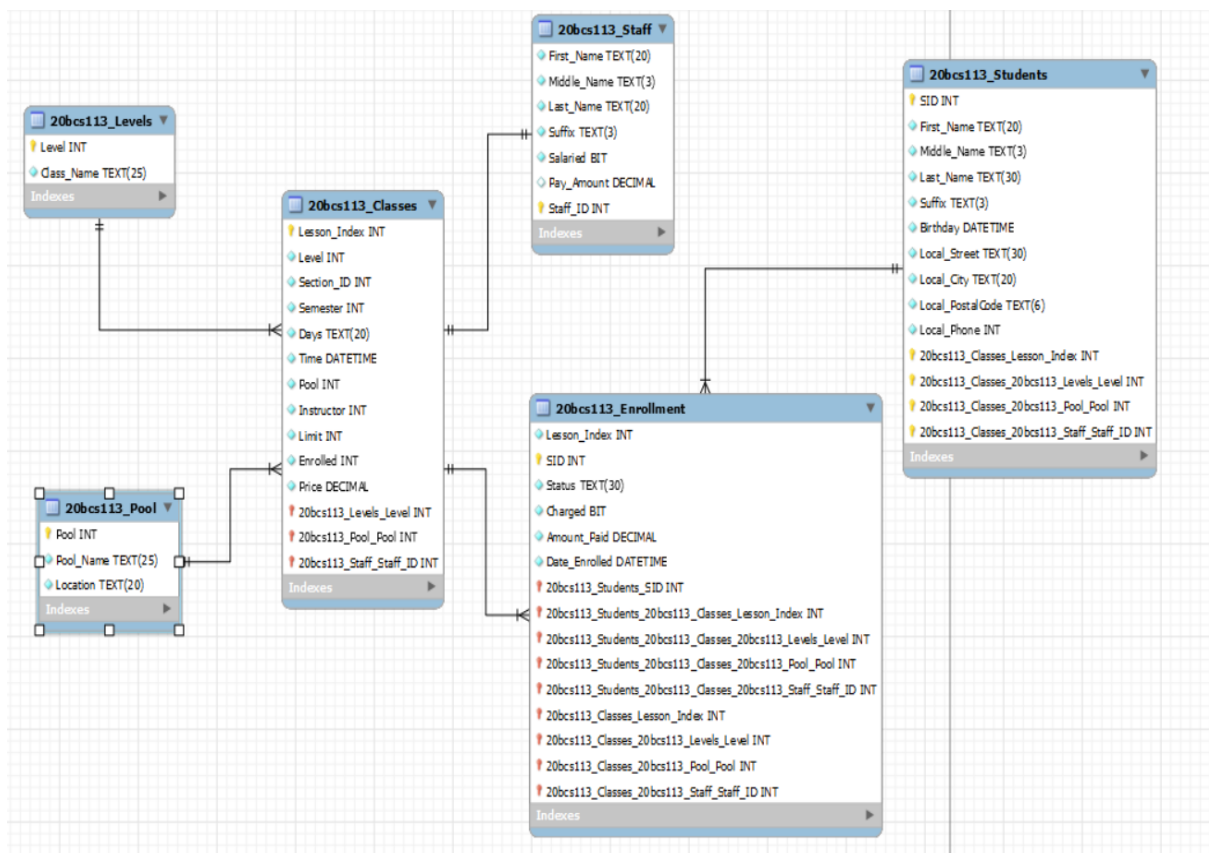 20bcs113_Levels
Level INT
Class_Name TEXT(25)
Indexes
20bcs113_Pool
Pool INT
Pool_Name TEXT(25)
Location TEXT(20)
Indexes
20bcs113_Classes
Lesson_Index INT
Level INT
Section_ID INT
Semester INT
Days TEXT(20)
Time DATETIME
Pool INT
Instructor INT
Limit INT
Enrolled INT
Price DECIMAL
20bcs113_Levels_Level INT
20bcs113_Pool_Pool INT
20bcs113_Staff_Staff_ID INT
Indexes
20bcs113_Staff
First_Name TEXT(20)
Middle_Name TEXT(3)
Last_Name TEXT(20)
Suffix TEXT(3)
Salaried BIT
Pay_Amount DECIMAL
Staff_ID INT
Indexes
20bcs113_Enrollment
Lesson_Index INT
SID INT
Status TEXT(30)
Charged BIT
Amount_Paid DECIMAL
Date_Enrolled DATETIME
20bcs113_Students_SID INT
20bcs113_Students_20bcs113_Classes_Lesson_Index INT
20bcs113_Students_20bcs113_Classes_20bcs113_Levels_Level INT
20bcs113_Students_20bcs113_Classes_20bcs113_Pool_Pool INT
20bcs113_Students_20bcs113_Classes_20bcs113_Staff_Staff_ID INT
20bcs113_Classes_Lesson_Index INT
20bcs113_Classes_20bcs113_Levels_Level INT
20bcs113_Classes_20bcs113_Pool_Pool INT
20bcs113_Classes_20bcs113_Staff_Staff_ID INT
Indexes
20bcs113_Students
SID INT
First_Name TEXT(20)
Middle_Name TEXT(3)
Last_Name TEXT(30)
Suffix TEXT(3)
Birthday DATETIME
Local_Street TEXT(30)
Local_City TEXT(20)
Local_PostalCode TEXT(6)
Local_Phone INT
20bcs113_Classes_Lesson_Index INT
20bcs113_Classes_20bcs113_Levels_Level INT
20bcs113_Classes_20bcs113_Pool_Pool INT
20bcs113_Classes_20bcs113_Staff_Staff_ID INT
Indexes